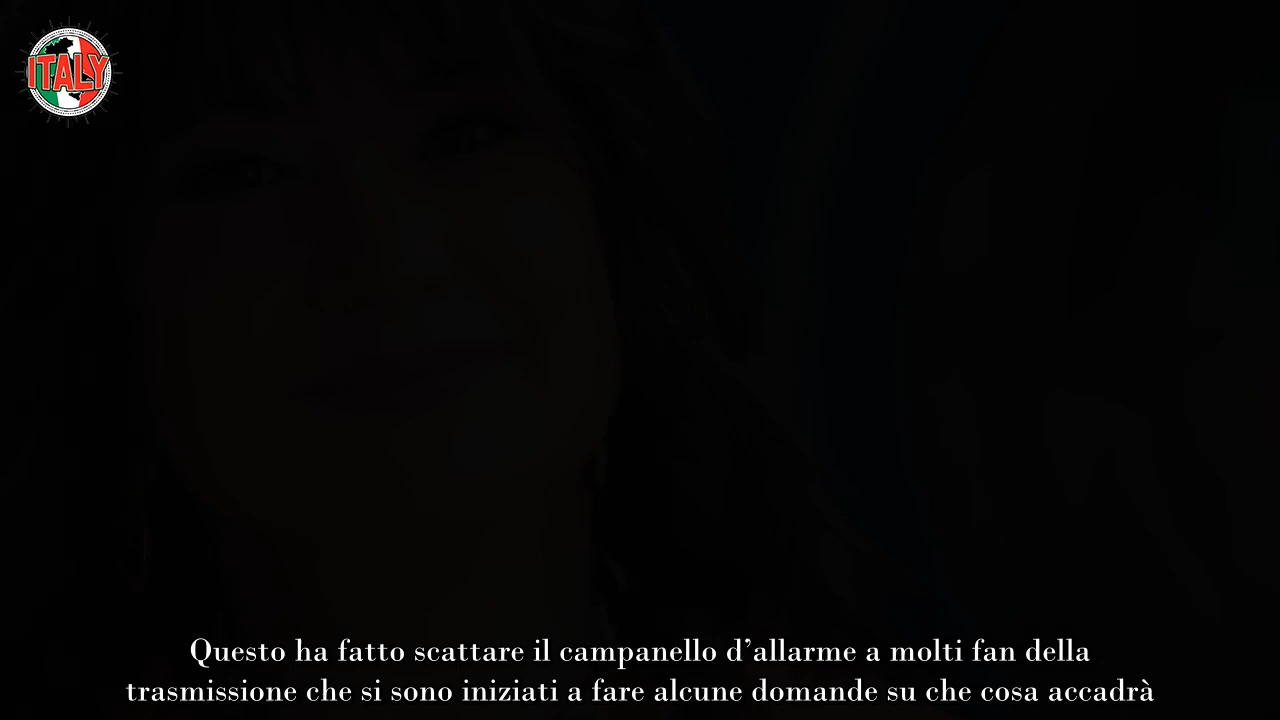 ITALY
Questo ha fatto scattare il campanello d’allarme a molti fan della
trasmissione che si sono iniziati a fare alcune domande su che cosa accadrà